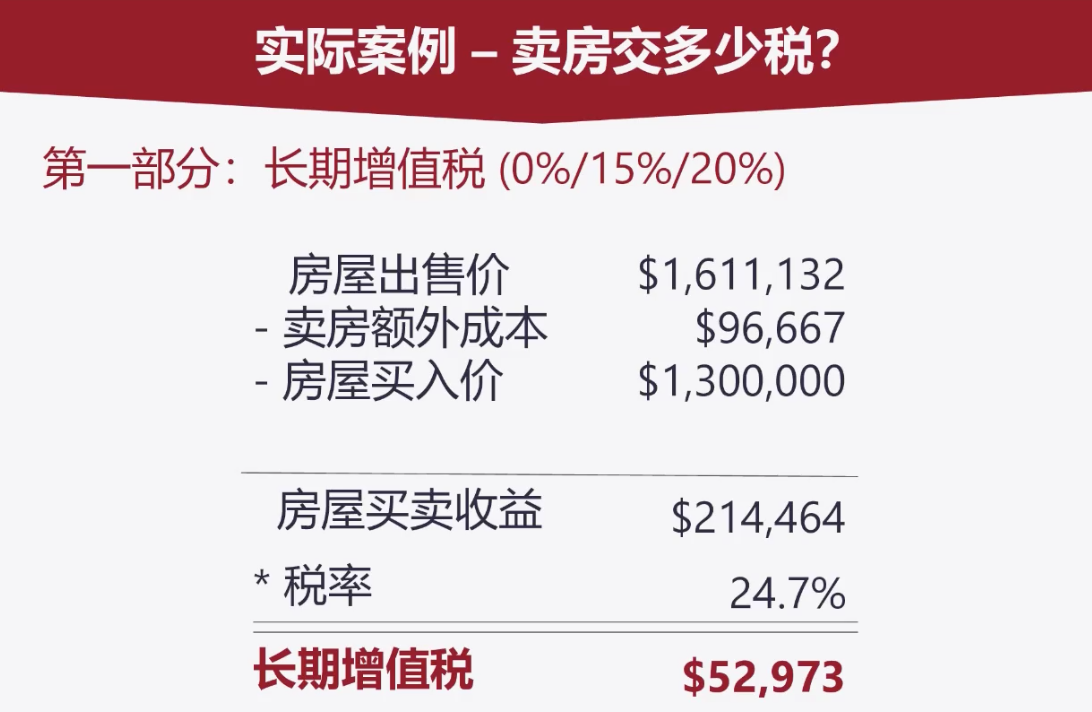 实际案例 – 卖房交多少税？
第一部分：长期增值税 (0%/15%/20%)
房屋出售价 $1,611,132
- 卖房额外成本 $96,667
- 房屋买入价 $1,300,000
房屋买卖收益 $214,464
* 税率 24.7%
长期增值税 $52,973